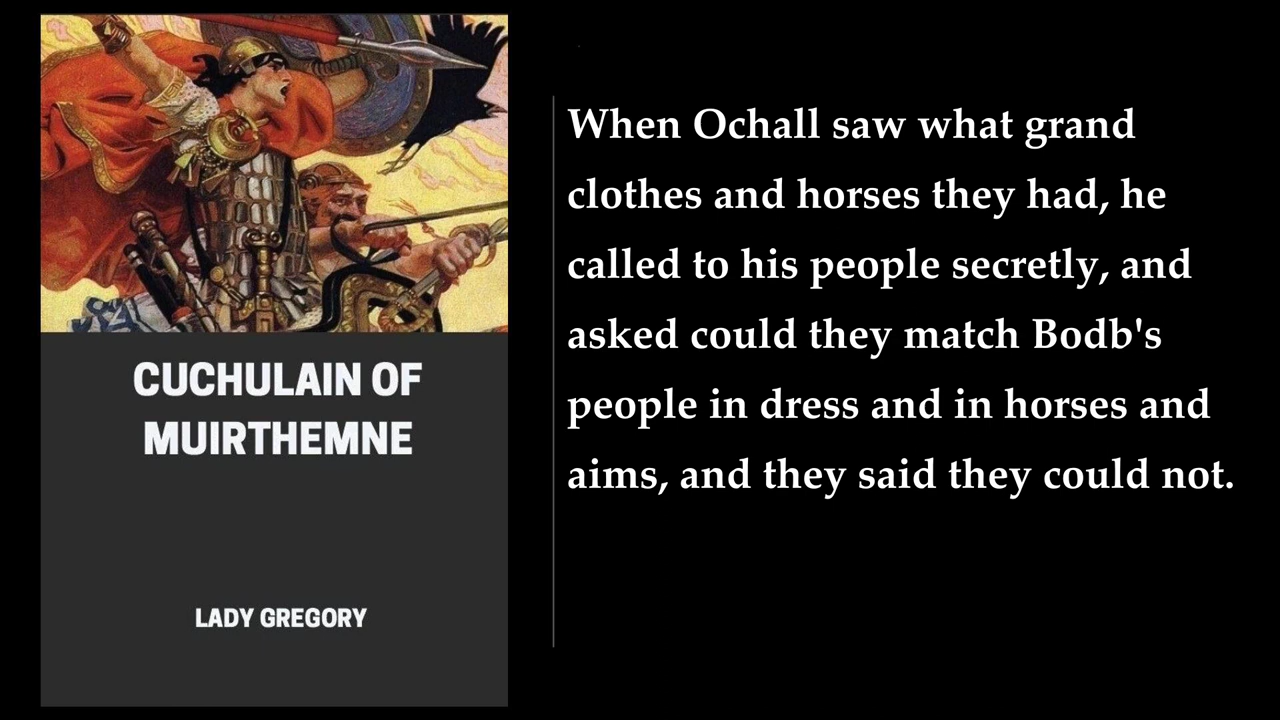 CUCHULAIN OF
MUIRTHEMNE
LADY GREGORY
When Ochall saw what grand
clothes and horses they had, he
called to his people secretly, and
asked could they match Bodb's
people in dress and in horses and
aims, and they said they could not.